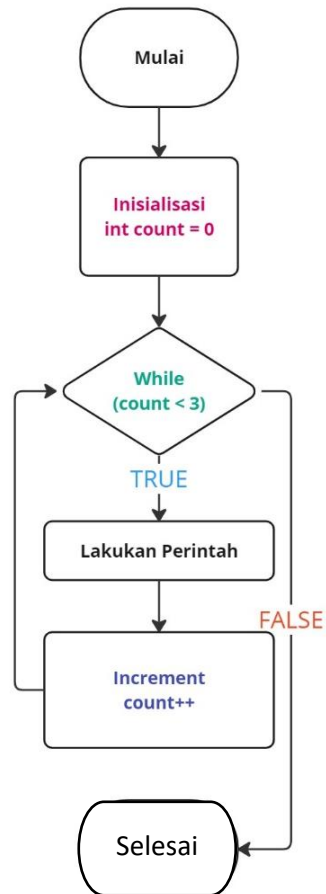 Mulai
Inisialisasi
int count = 0
While
(count < 3)
TRUE
Lakukan Perintah
FALSE
Increment
count++
Selesai